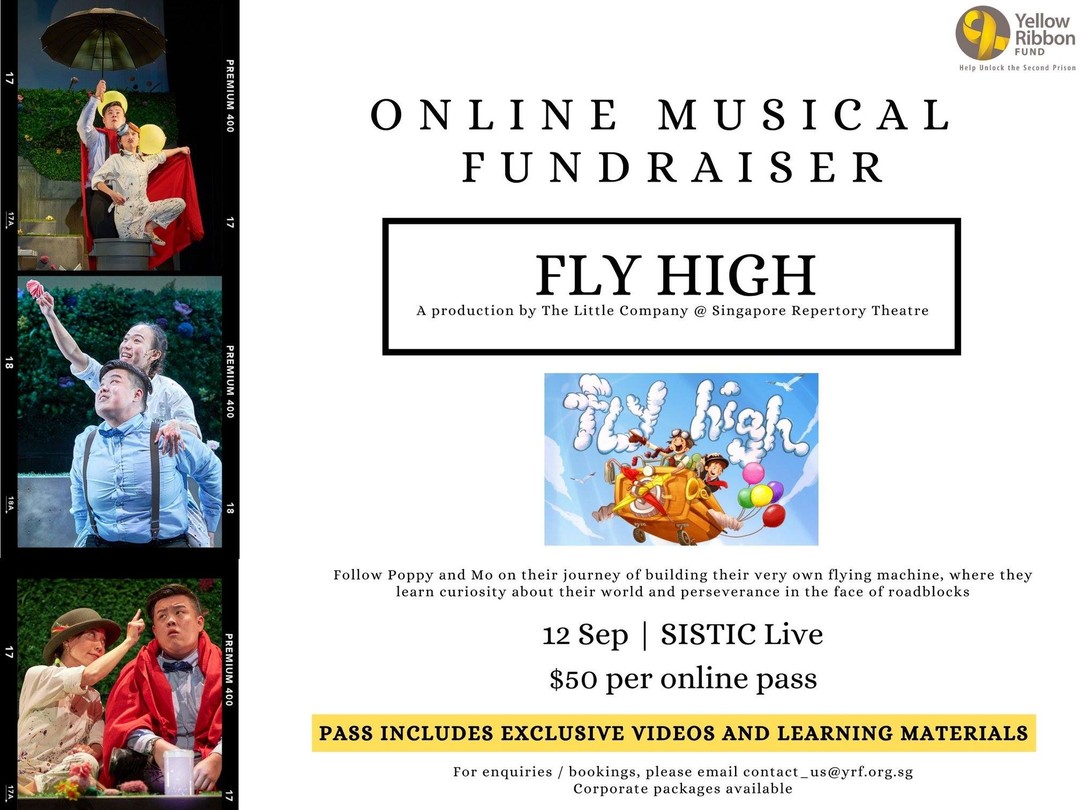 Yellow
Ribbon
FUND
Help Unlock the Second Prison
ONLINE MUSICAL
FUNDRAISER
FLY HIGH
A production by The Little Company @ Singapore Repertory Theatre
Fly high
Follow Poppy and Mo on their journey of building their very own flying machine, where they
learn curiosity about their world and perseverance in the face of roadblocks
12 Sep | SISTIC Live
$50 per online pass
PASS INCLUDES EXCLUSIVE VIDEOS AND LEARNING MATERIALS
For enquiries / bookings, please email contact_us@yrf.org.sg
Corporate packages available
17
PREMIUM 400
17A
17
18
PREMIUM 400
18A
18
17
PREMIUM 400
17A
17